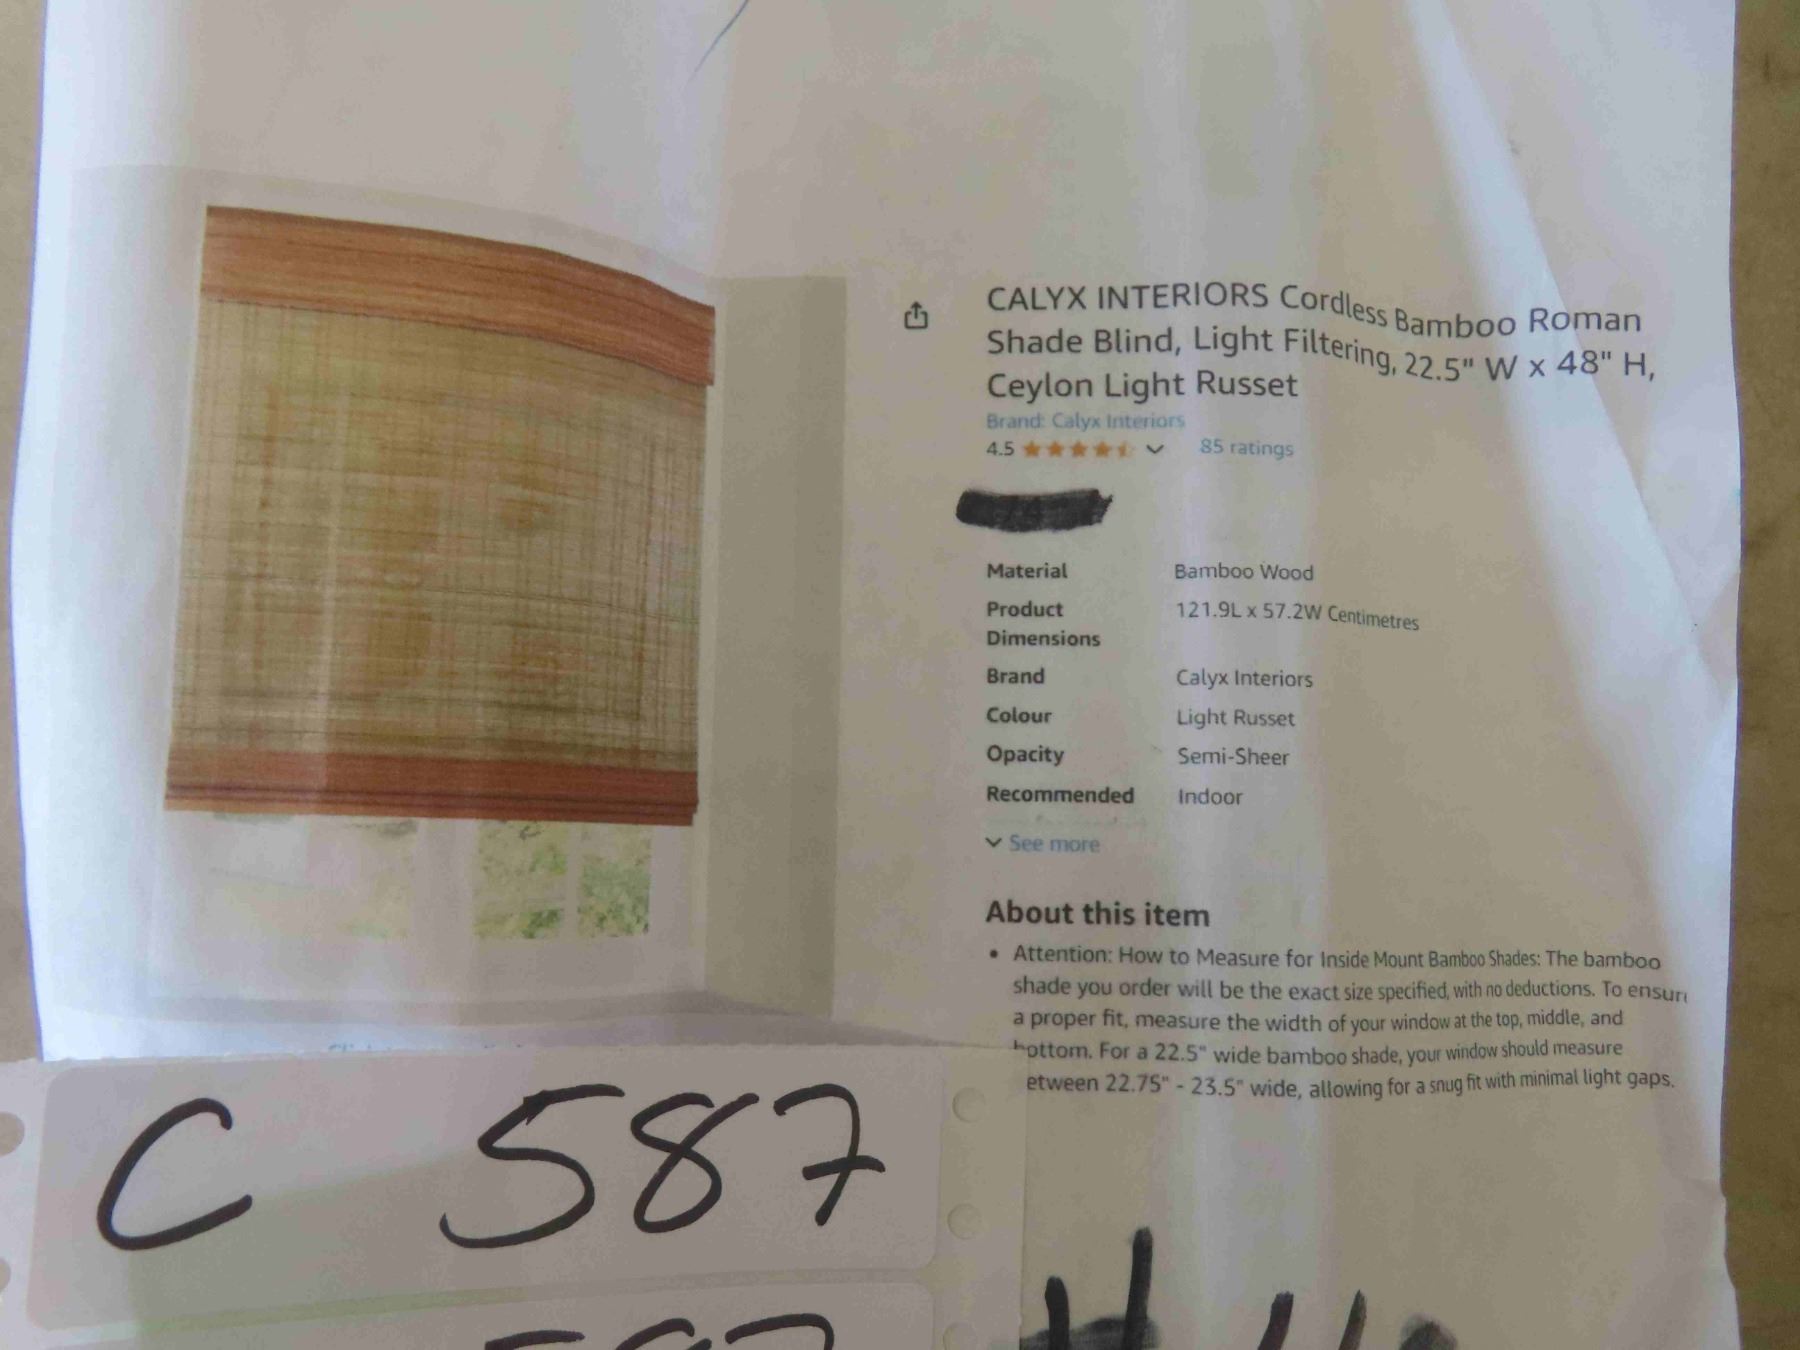 CALYX INTERIORS Cordless Bamboo Roman
Shade Blind, Light Filtering, 22.5" W x 48" H,
Ceylon Light Russet
Brand: Calyx Interiors
4.5 85 ratings
Material Bamboo Wood
Product 121.9L x 57.2W Centimetres
Dimensions
Brand Calyx Interiors
Colour Light Russet
Opacity Semi-Sheer
Recommended Indoor
See more
About this item
• Attention: How to Measure for Inside Mount Bamboo Shades: The bamboo
shade you order will be the exact size specified, with no deductions. To ensur
a proper fit, measure the width of your window at the top, middle, and
bottom. For a 22.5" wide bamboo shade, your window should measure
etween 22.75" - 23.5" wide, allowing for a snug fit with minimal light gaps.
C 587
587